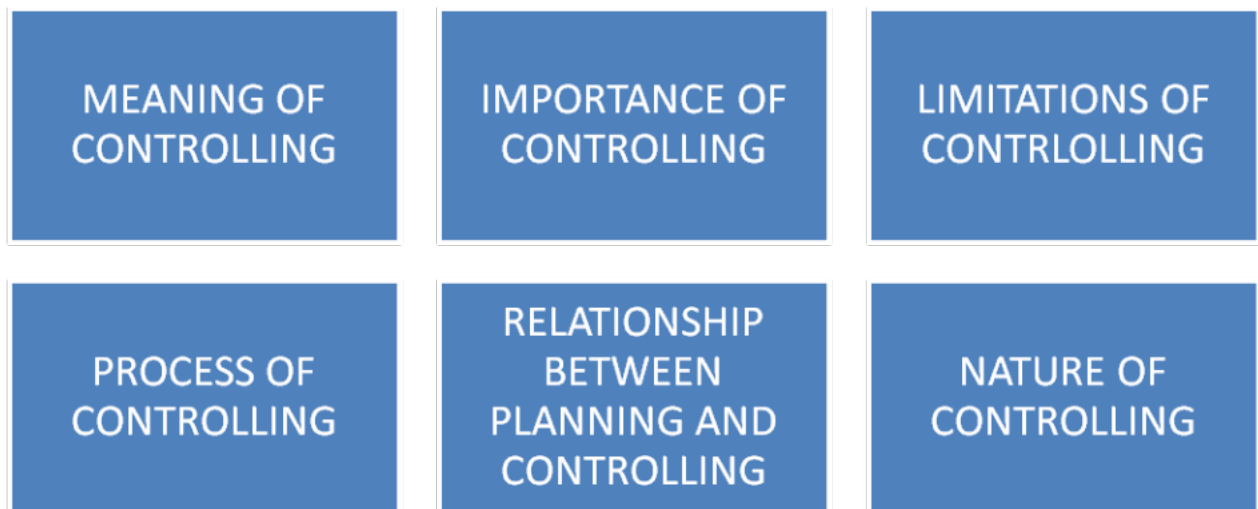 MEANING OF
CONTROLLING
IMPORTANCE OF
CONTROLLING
LIMITATIONS OF
CONTRLOLLING
PROCESS OF
CONTROLLING
RELATIONSHIP
BETWEEN
PLANNING AND
CONTROLLING
NATURE OF
CONTROLLING